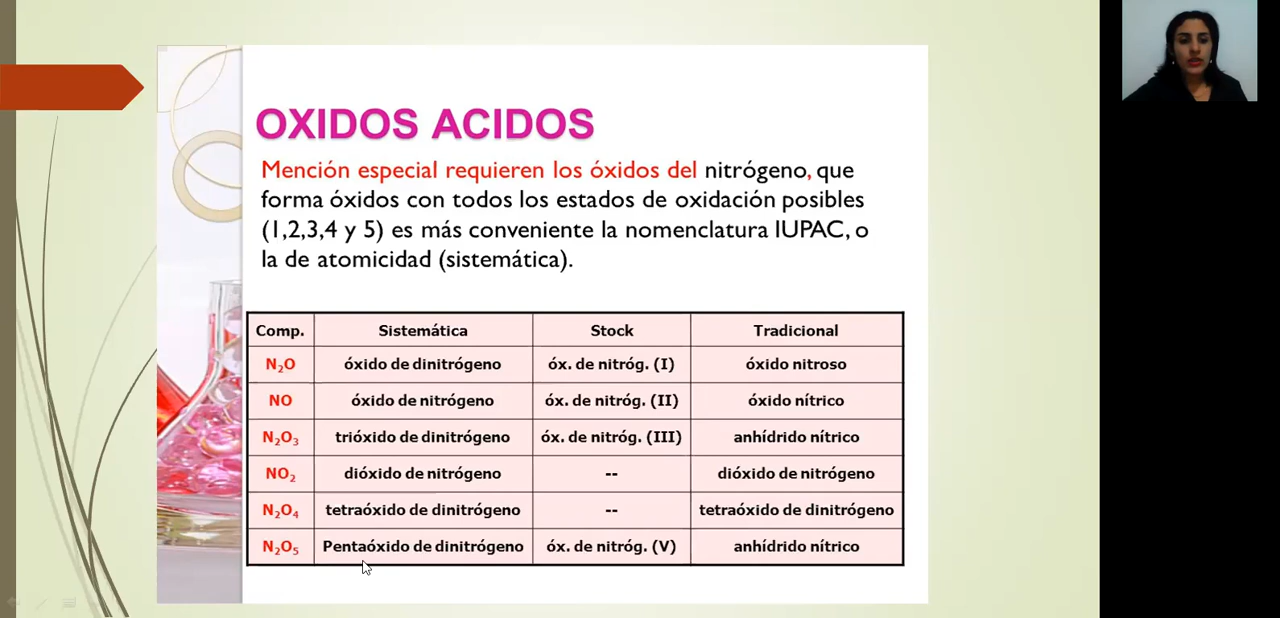 OXIDOS ACIDOS
Mención especial requieren los óxidos del nitrógeno, que
forma óxidos con todos los estados de oxidación posibles
(1,2,3,4 y 5) es más conveniente la nomenclatura IUPAC, o
la de atomicidad (sistemática).
Comp. Sistemática Stock Tradicional
N₂O óxido de dinitrógeno óx. de nitróg. (I) óxido nitroso
NO óxido de nitrógeno óx. de nitróg. (II) óxido nítrico
N₂O₃ trióxido de dinitrógeno óx. de nitróg. (III) anhídrido nítrico
NO₂ dióxido de nitrógeno -- dióxido de nitrógeno
N₂O₄ tetraóxido de dinitrógeno -- tetraóxido de dinitrógeno
N₂O₅ Pentaóxido de dinitrógeno óx. de nitróg. (V) anhídrido nítrico